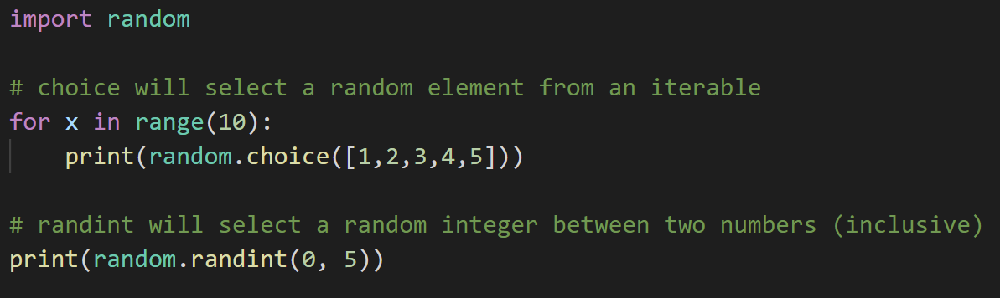 import random
# choice will select a random element from an iterable
for x in range(10):
    print(random.choice([1,2,3,4,5]))
# randint will select a random integer between two numbers (inclusive)
print(random.randint(0, 5))